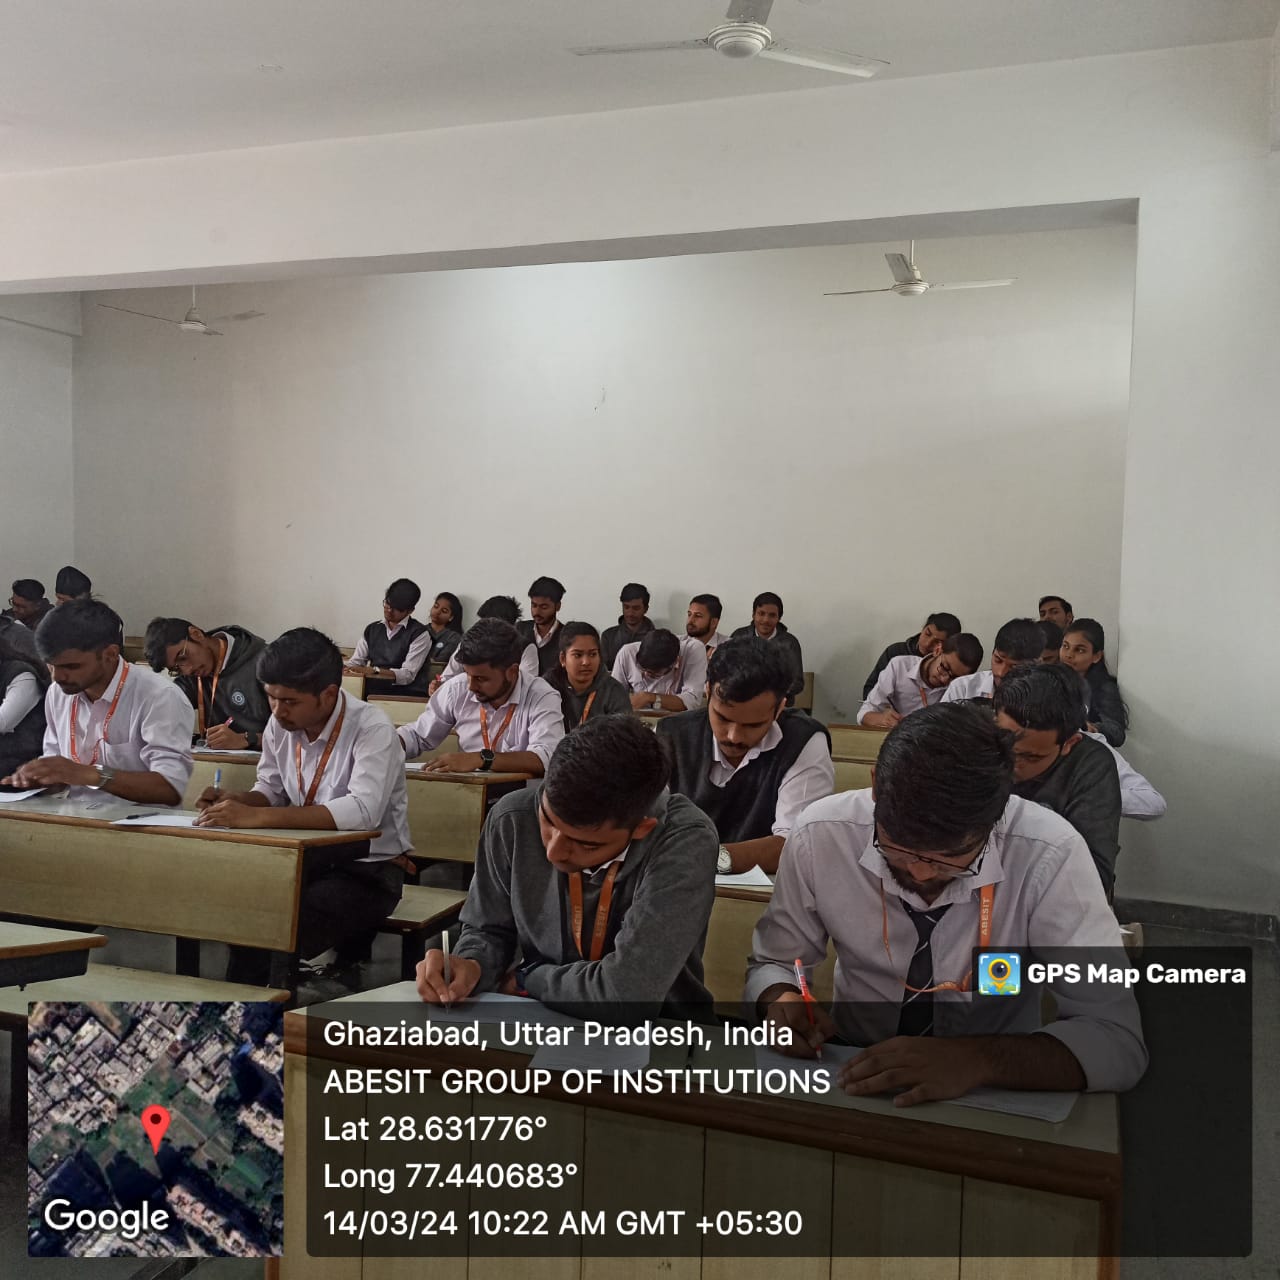 ABESIT
ABESIT
GPS Map Camera
Ghaziabad, Uttar Pradesh, India
ABESIT GROUP OF INSTITUTIONS
Lat 28.631776°
Long 77.440683°
14/03/24 10:22 AM GMT +05:30
Google